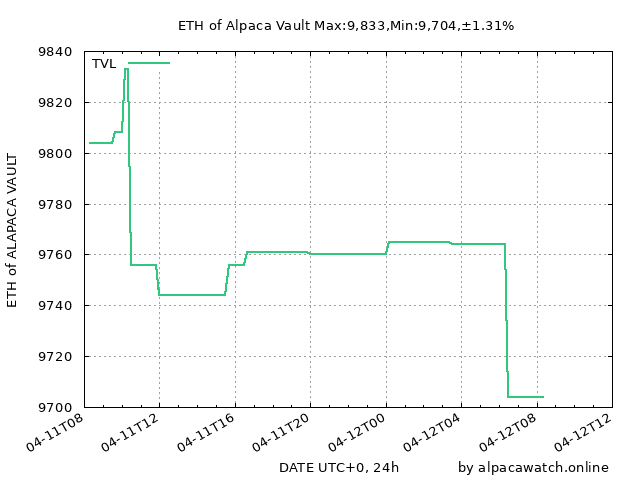 ETH of Alpaca Vault Max:9,833,Min:9,704,±1.31%
TVL
9840
9820
9800
9780
9760
9740
9720
9700
ETH of ALAPACA VAULT
04-11T08
04-11T12
04-11T16
04-11T20
04-12T00
04-12T04
04-12T08
04-12T12
DATE UTC+0, 24h
by alpacawatch.online